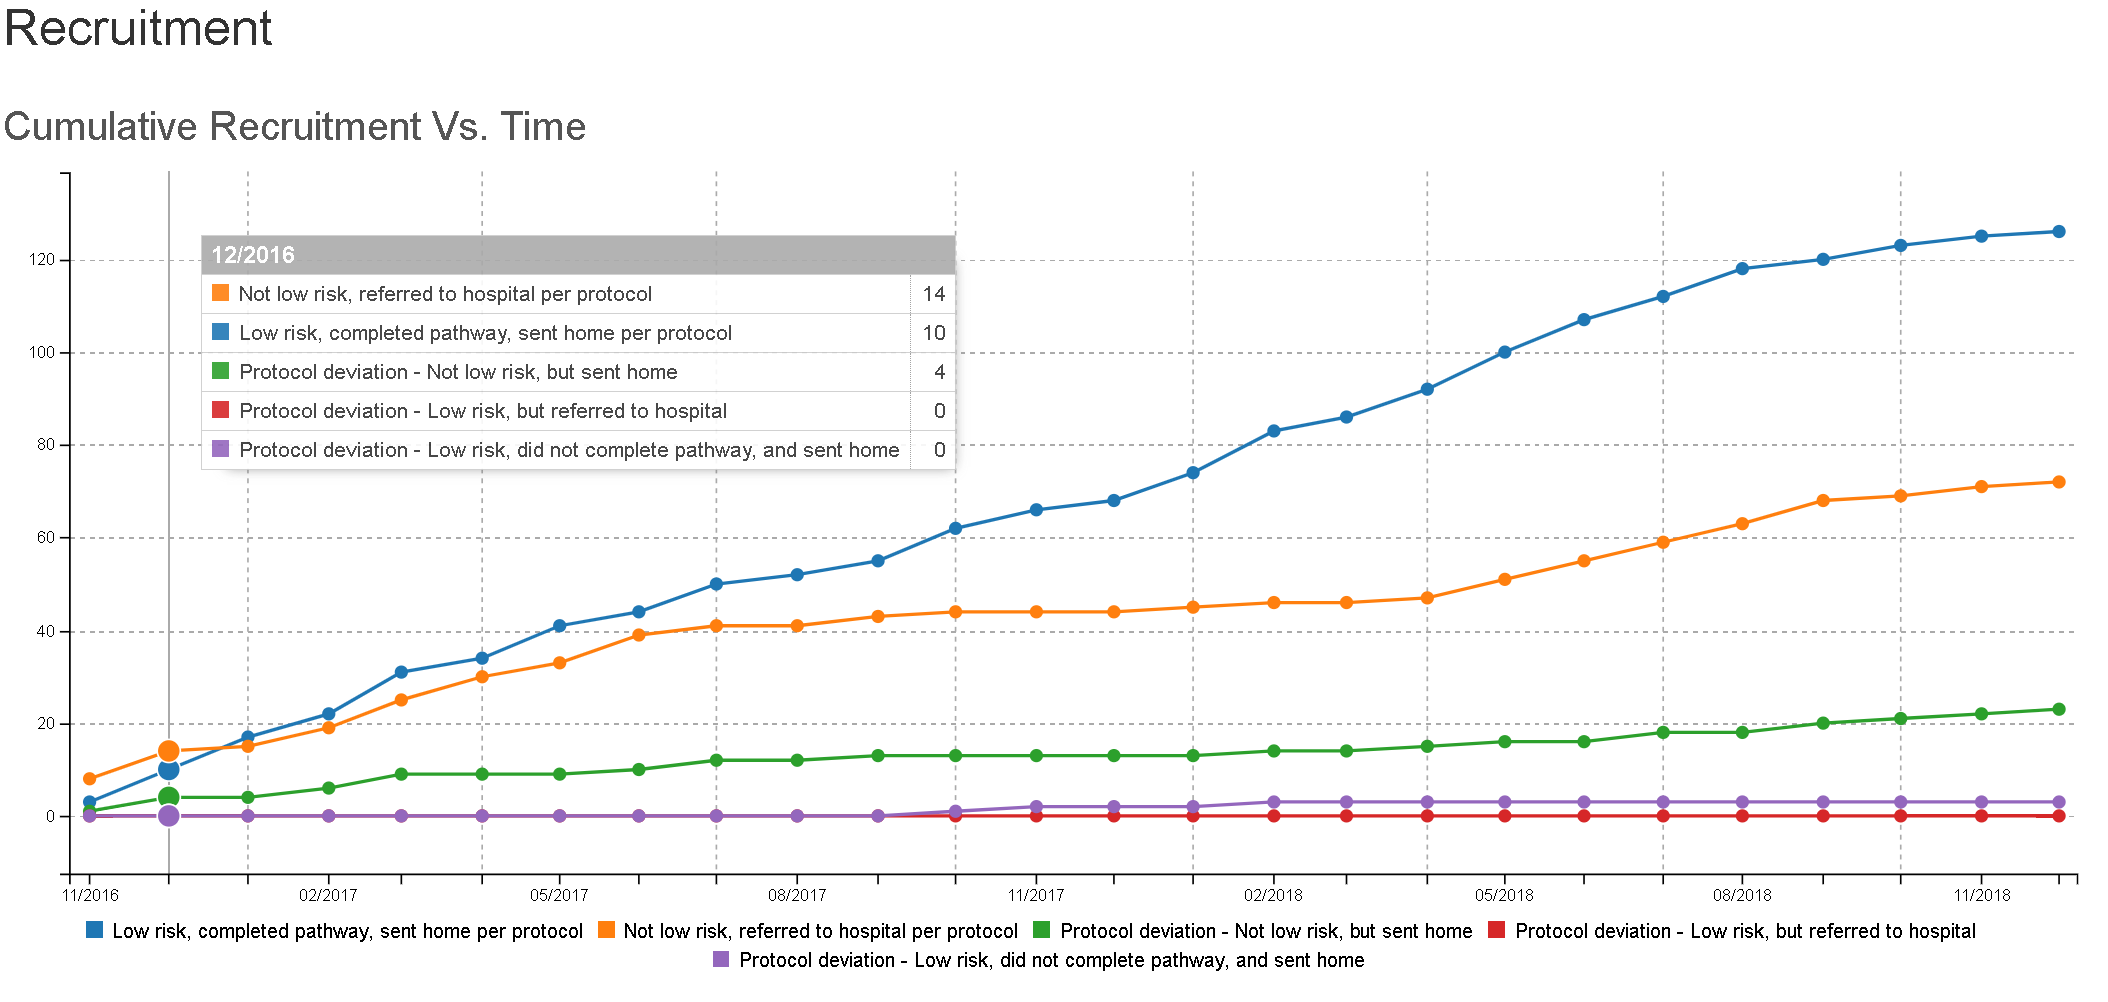 Recruitment
Cumulative Recruitment Vs. Time
12/2016
Not low risk, referred to hospital per protocol 14
Low risk, completed pathway, sent home per protocol 10
Protocol deviation - Not low risk, but sent home 4
Protocol deviation - Low risk, but referred to hospital 0
Protocol deviation - Low risk, did not complete pathway, and sent home 0
120
100
80
60
40
20
0
11/2016 02/2017 05/2017 08/2017 11/2017 02/2018 05/2018 08/2018 11/2018
Low risk, completed pathway, sent home per protocol Not low risk, referred to hospital per protocol Protocol deviation - Not low risk, but sent home Protocol deviation - Low risk, but referred to hospital
Protocol deviation - Low risk, did not complete pathway, and sent home